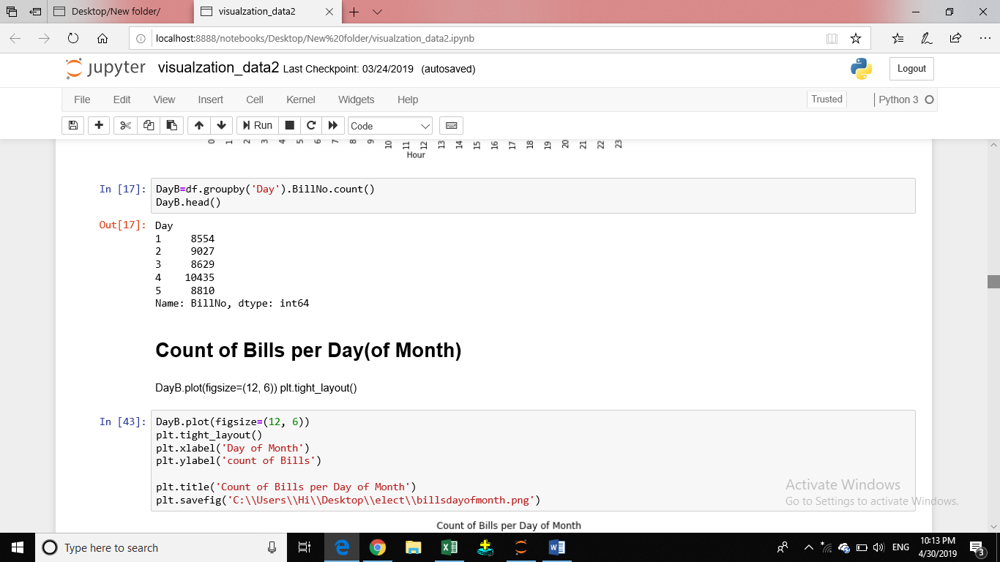 Desktop/New folder/
visualzation_data2
localhost:8888/notebooks/Desktop/New%20folder/visualzation_data2.ipynb
jupyter visualzation_data2 Last Checkpoint: 03/24/2019 (autosaved)
Logout
File Edit View Insert Cell Kernel Widgets Help
Trusted
Python 3
Run
Code
0 1 2 3 4 5 6 7 8 9 10 11 12 13 14 15 16 17 18 19 20 21 22 23
Hour
In [17]: DayB=df.groupby('Day').BillNo.count()
DayB.head()
Out[17]: Day
1 8554
2 9027
3 8629
4 10435
5 8810
Name: BillNo, dtype: int64
Count of Bills per Day(of Month)
DayB.plot(figsize=(12, 6)) plt.tight_layout()
In [43]: DayB.plot(figsize=(12, 6))
plt.tight_layout()
plt.xlabel('Day of Month')
plt.ylabel('count of Bills')
plt.title('Count of Bills per Day of Month')
plt.savefig('C:\\Users\\Hi\\Desktop\\elect\\billsdayofmonth.png')
Activate Windows
Go to Settings to activate Windows.
Count of Bills per Day of Month
Type here to search
ENG
10:13 PM
4/30/2019
3